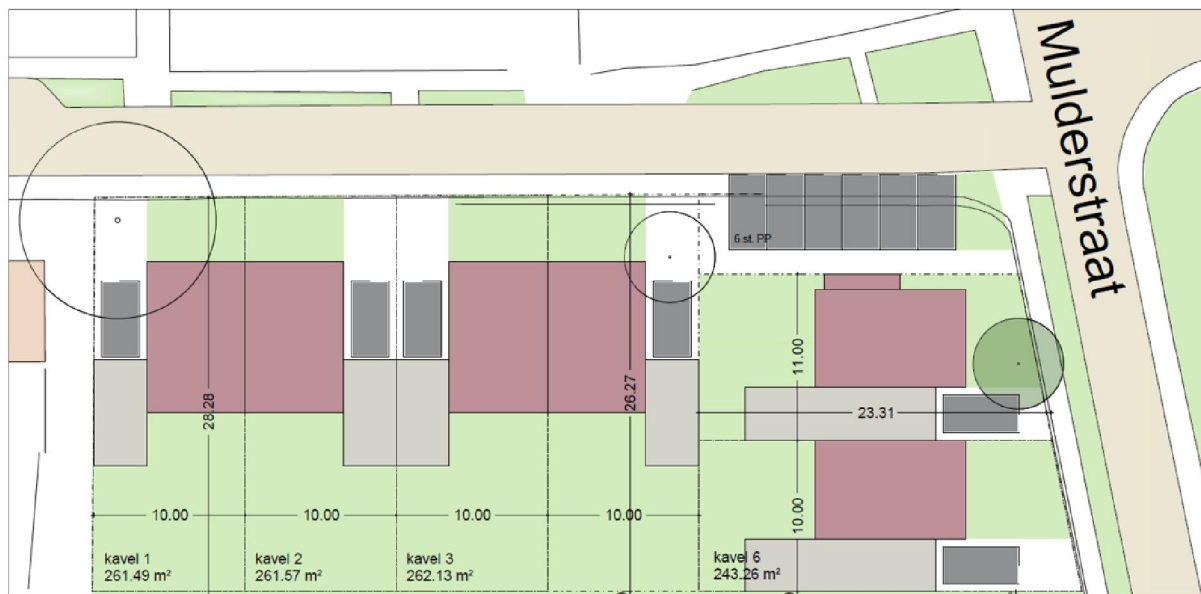 Mulderstraat
6 st. PP
28.28
26.27
11.00
23.31
10.00
10.00
10.00
10.00
10.00
kavel 1
261.49 m²
kavel 2
261.57 m²
kavel 3
262.13 m²
kavel 6
243.26 m²